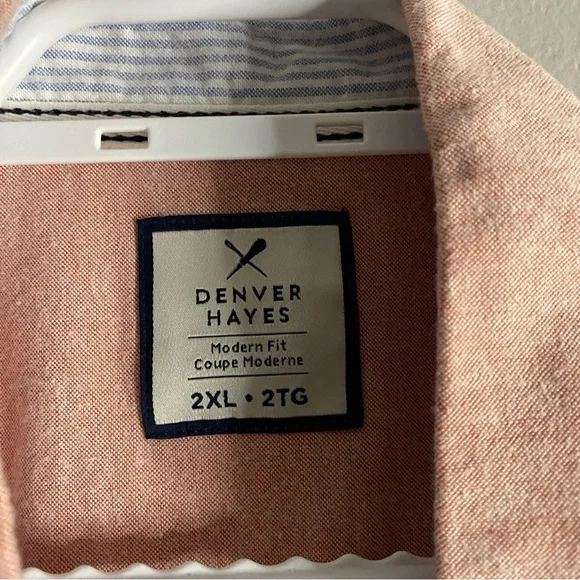 DENVER
HAYES
Modern Fit
Coupe Moderne
2XL • 2TG